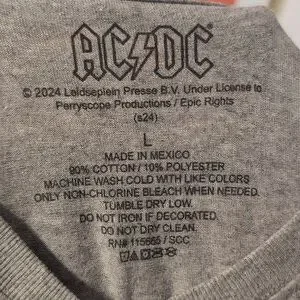 AC⚡DC
© 2024 Leidseplein Presse B.V. Under License to
Perryscope Productions / Epic Rights
(s24)
L
MADE IN MEXICO
90% COTTON / 10% POLYESTER
MACHINE WASH COLD WITH LIKE COLORS
ONLY NON-CHLORINE BLEACH WHEN NEEDED.
TUMBLE DRY LOW.
DO NOT IRON IF DECORATED.
DO NOT DRY CLEAN.
RN# 115665 / SCC